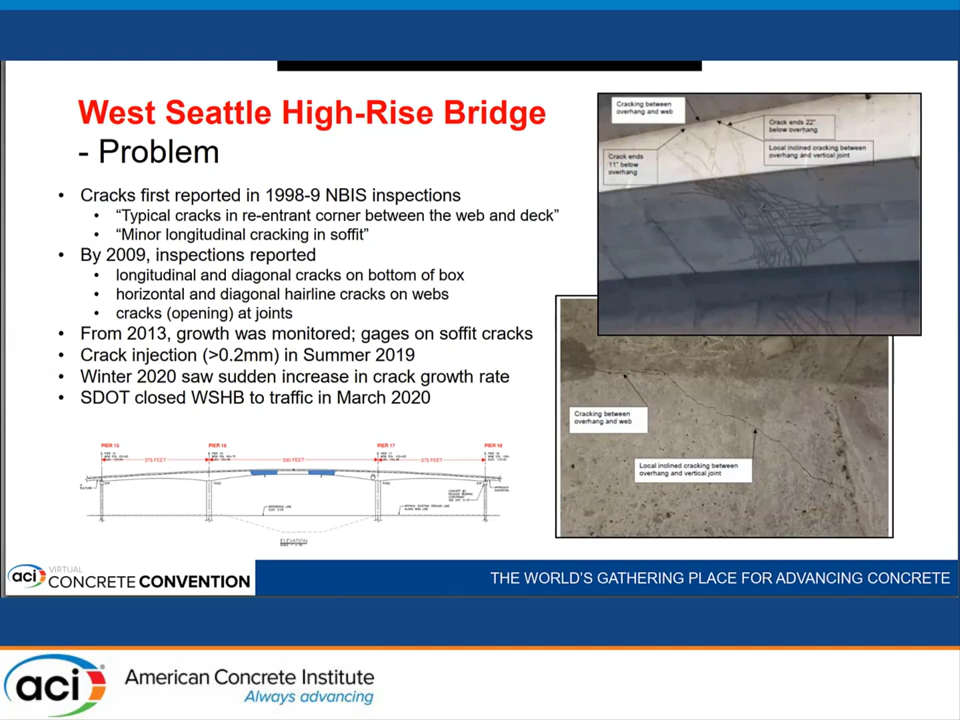 West Seattle High-Rise Bridge
- Problem
• Cracks first reported in 1998-9 NBIS inspections
• “Typical cracks in re-entrant corner between the web and deck”
• “Minor longitudinal cracking in soffit”
• By 2009, inspections reported
• longitudinal and diagonal cracks on bottom of box
• horizontal and diagonal hairline cracks on webs
• cracks (opening) at joints
• From 2013, growth was monitored; gages on soffit cracks
• Crack injection (>0.2mm) in Summer 2019
• Winter 2020 saw sudden increase in crack growth rate
• SDOT closed WSHB to traffic in March 2020
Cracking between
overhang and web
Crack ends 22"
below overhang
Local inclined cracking between
overhang and vertical joint
Crack ends
11" below
overhang
Cracking between
overhang and web
Local inclined cracking between
overhang and vertical joint
PIER 15
PIER 16
PIER 17
PIER 18
375 FEET
590 FEET
375 FEET
ELEVATION
aci VIRTUAL
CONCRETE CONVENTION
THE WORLD'S GATHERING PLACE FOR ADVANCING CONCRETE
aci American Concrete Institute
Always advancing